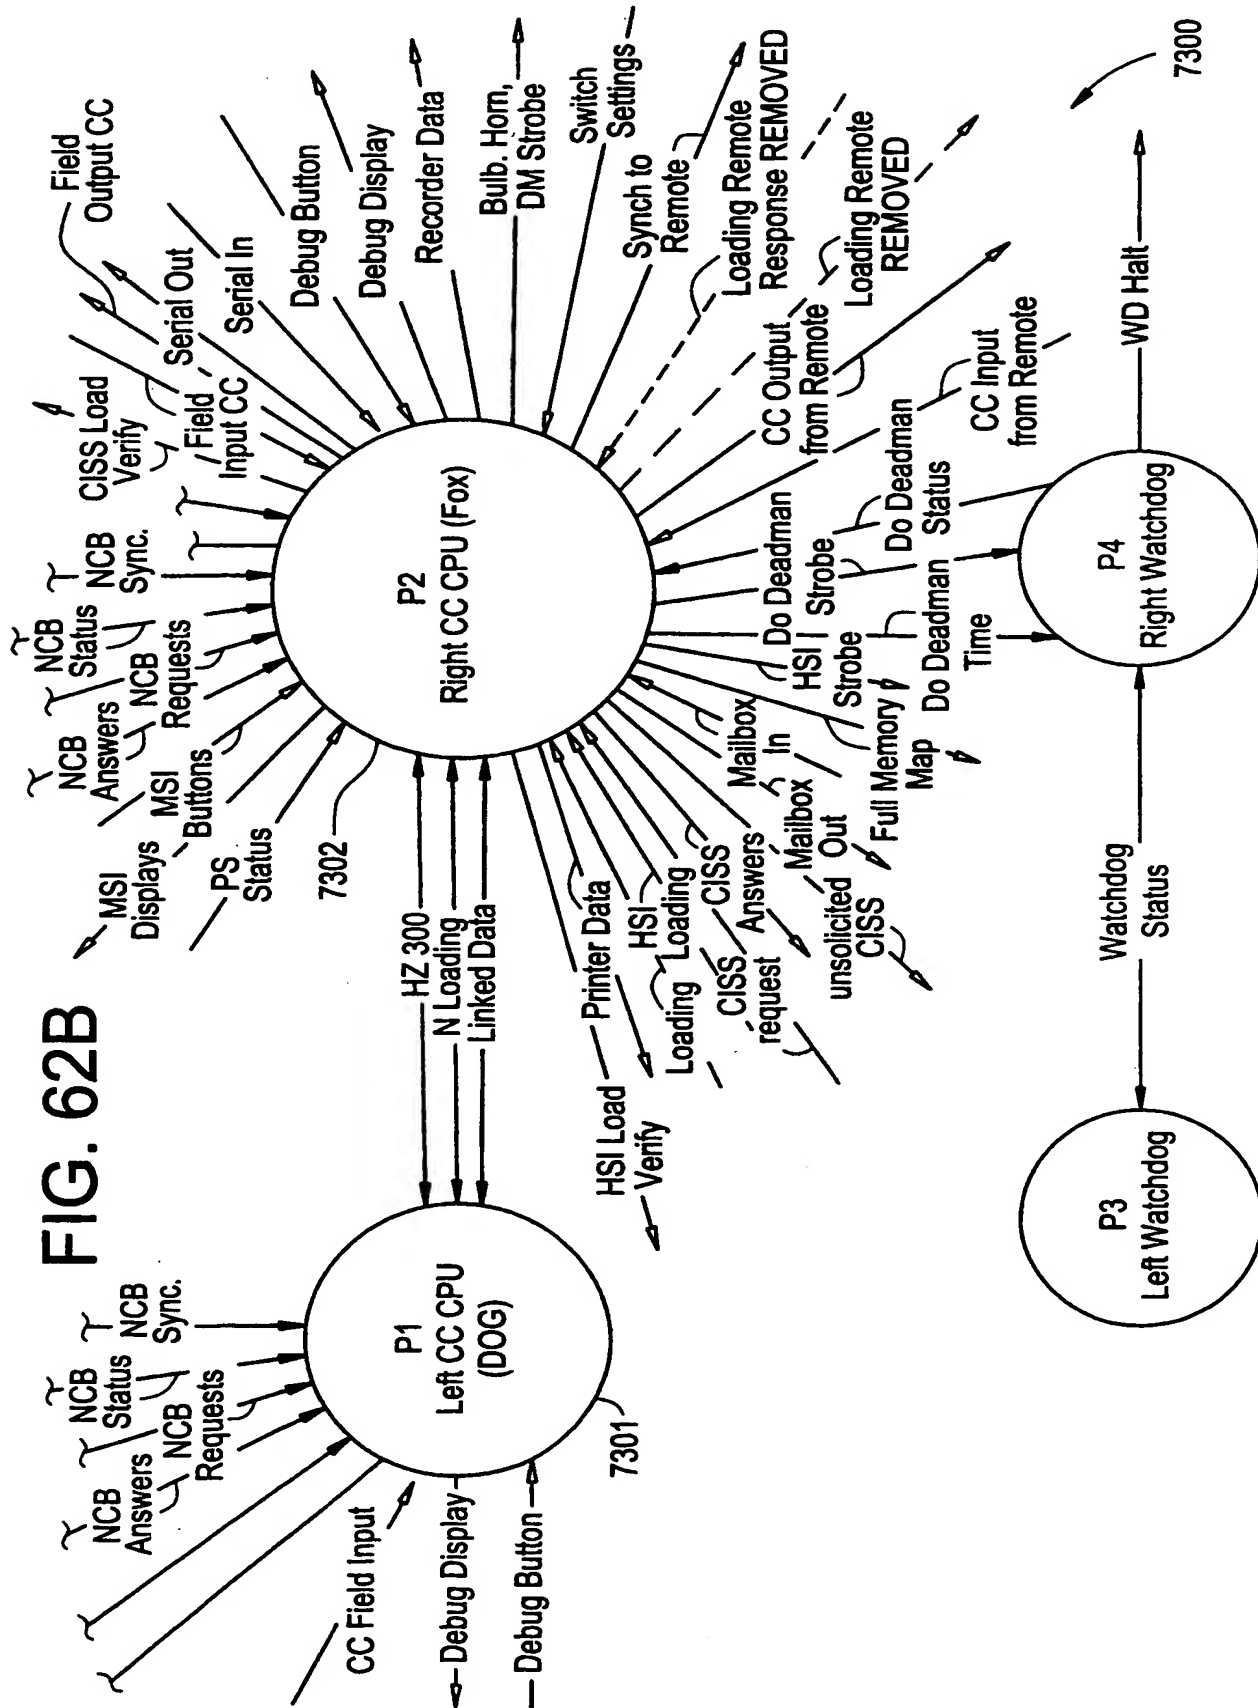 FIG. 62B
NCB
Answers
NCB
Status
NCB
Requests
NCB
Sync.
CC Field Input
Debug Display
Debug Button
P1
Left CC CPU
(DOG)
7301
HZ 300
N Loading
Linked Data
MSI
Displays
PS
Status
MSI
Buttons
NCB
Answers
NCB
Requests
NCB
Status
NCB
Sync.
CISS Load
Verify
Field
Input CC
Serial Out
Serial In
Field
Output CC
Debug Button
Debug Display
Recorder Data
Bulb. Horn,
DM Strobe
Switch
Settings
Synch to
Remote
Loading Remote
Response REMOVED
Loading Remote
REMOVED
CC Output
from Remote
CC Input
from Remote
7302
P2
Right CC CPU (Fox)
HSI Load
Verify
Printer Data
Loading
HSI
Loading
CISS
request
CISS
Answers
unsolicited
CISS
Mailbox
Out
Mailbox
In
Full Memory
Map
HSI
Strobe
Do Deadman
Time
Do Deadman
Strobe
Do Deadman
Status
P3
Left Watchdog
Watchdog
Status
P4
Right Watchdog
WD Halt
7300